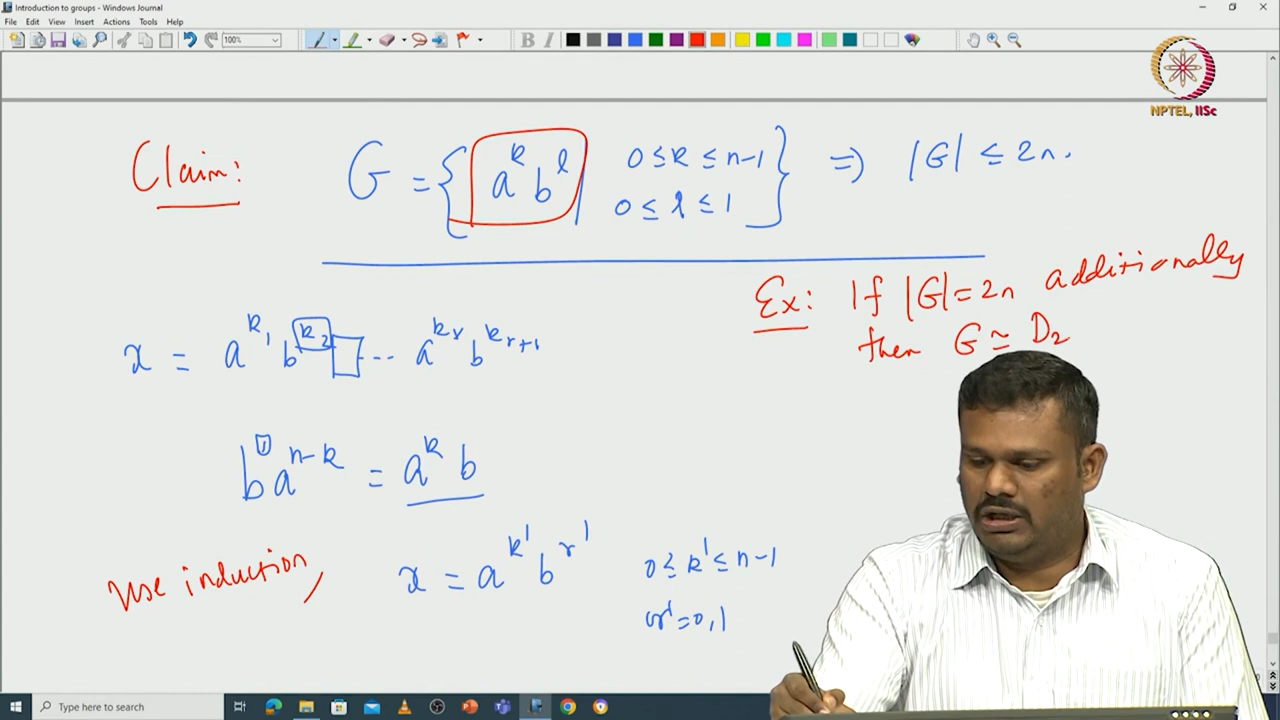 Introduction to groups - Windows Journal
File Edit View Insert Actions Tools Help
100%
B I
NPTEL, IISc
Claim: G = { a^k b^l | 0 ≤ k ≤ n-1 } ⇒ |G| ≤ 2n.
0 ≤ l ≤ 1
Ex: If |G| = 2n additionally
then G ≃ D2
x = a^k1 b^k2 □ -- a^kr b^kr+1
b^1 a^n-k = a^k b
Use induction, x = a^k' b^r' 0 ≤ k' ≤ n-1
r' = 0, 1
Type here to search